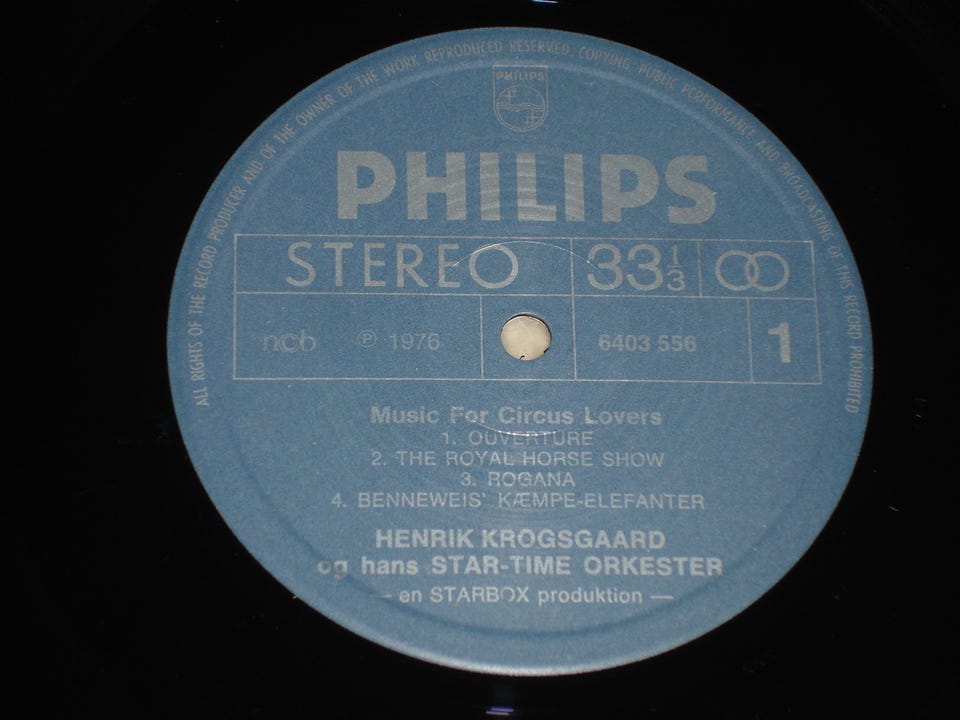 ALL RIGHTS OF THE RECORD PRODUCER AND OF THE OWNER OF THE WORK REPRODUCED RESERVED. COPYING · PUBLIC PERFORMANCE AND BROADCASTING OF THIS RECORD PROHIBITED
PHILIPS
PHILIPS
STEREO 33 1/3
ncb ℗ 1976 6403 556 1
Music For Circus Lovers
1. OUVERTURE
2. THE ROYAL HORSE SHOW
3. ROGANA
4. BENNEWEIS' KÆMPE-ELEFANTER
HENRIK KROGSGAARD
og hans STAR-TIME ORKESTER
— en STARBOX produktion —